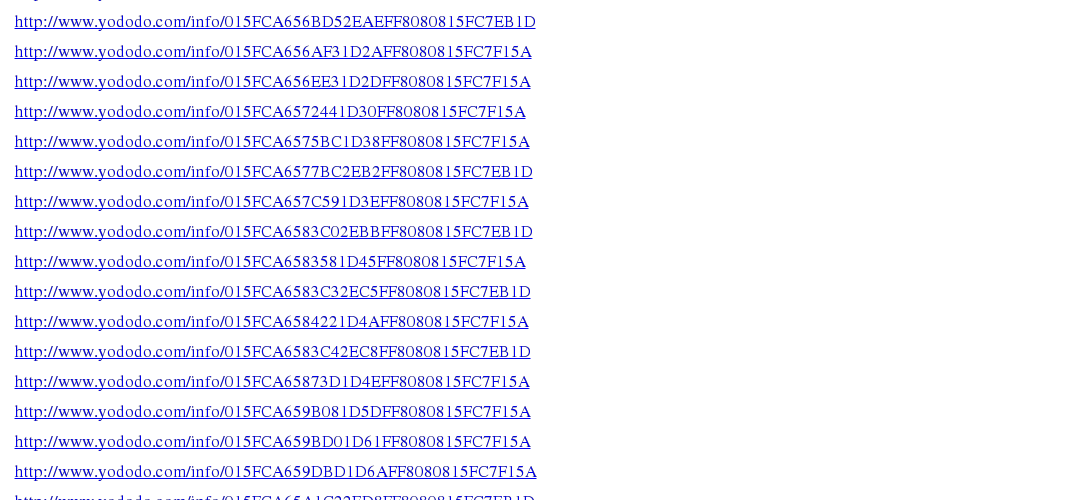 http://www.yododo.com/info/015FCA656BD52EAEFF8080815FC7EB1D
http://www.yododo.com/info/015FCA656AF31D2AFF8080815FC7F15A
http://www.yododo.com/info/015FCA656EE31D2DFF8080815FC7F15A
http://www.yododo.com/info/015FCA6572441D30FF8080815FC7F15A
http://www.yododo.com/info/015FCA6575BC1D38FF8080815FC7F15A
http://www.yododo.com/info/015FCA6577BC2EB2FF8080815FC7EB1D
http://www.yododo.com/info/015FCA657C591D3EFF8080815FC7F15A
http://www.yododo.com/info/015FCA6583C02EBBFF8080815FC7EB1D
http://www.yododo.com/info/015FCA6583581D45FF8080815FC7F15A
http://www.yododo.com/info/015FCA6583C32EC5FF8080815FC7EB1D
http://www.yododo.com/info/015FCA6584221D4AFF8080815FC7F15A
http://www.yododo.com/info/015FCA6583C42EC8FF8080815FC7EB1D
http://www.yododo.com/info/015FCA65873D1D4EFF8080815FC7F15A
http://www.yododo.com/info/015FCA659B081D5DFF8080815FC7F15A
http://www.yododo.com/info/015FCA659BD01D61FF8080815FC7F15A
http://www.yododo.com/info/015FCA659DBD1D6AFF8080815FC7F15A